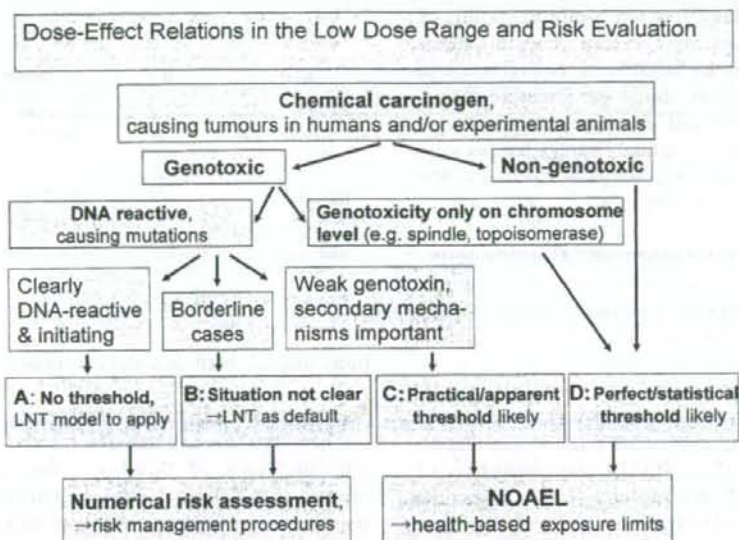 Dose-Effect Relations in the Low Dose Range and Risk Evaluation
Chemical carcinogen,
causing tumours in humans and/or experimental animals
Genotoxic
Non-genotoxic
DNA reactive,
causing mutations
Genotoxicity only on chromosome
level (e.g. spindle, topoisomerase)
Clearly
DNA-reactive
& initiating
Borderline
cases
Weak genotoxin,
secondary mecha-
nisms important
A: No threshold,
LNT model to apply
B: Situation not clear
→LNT as default
C: Practical/apparent
threshold likely
D: Perfect/statistical
threshold likely
Numerical risk assessment,
→risk management procedures
NOAEL
→health-based exposure limits